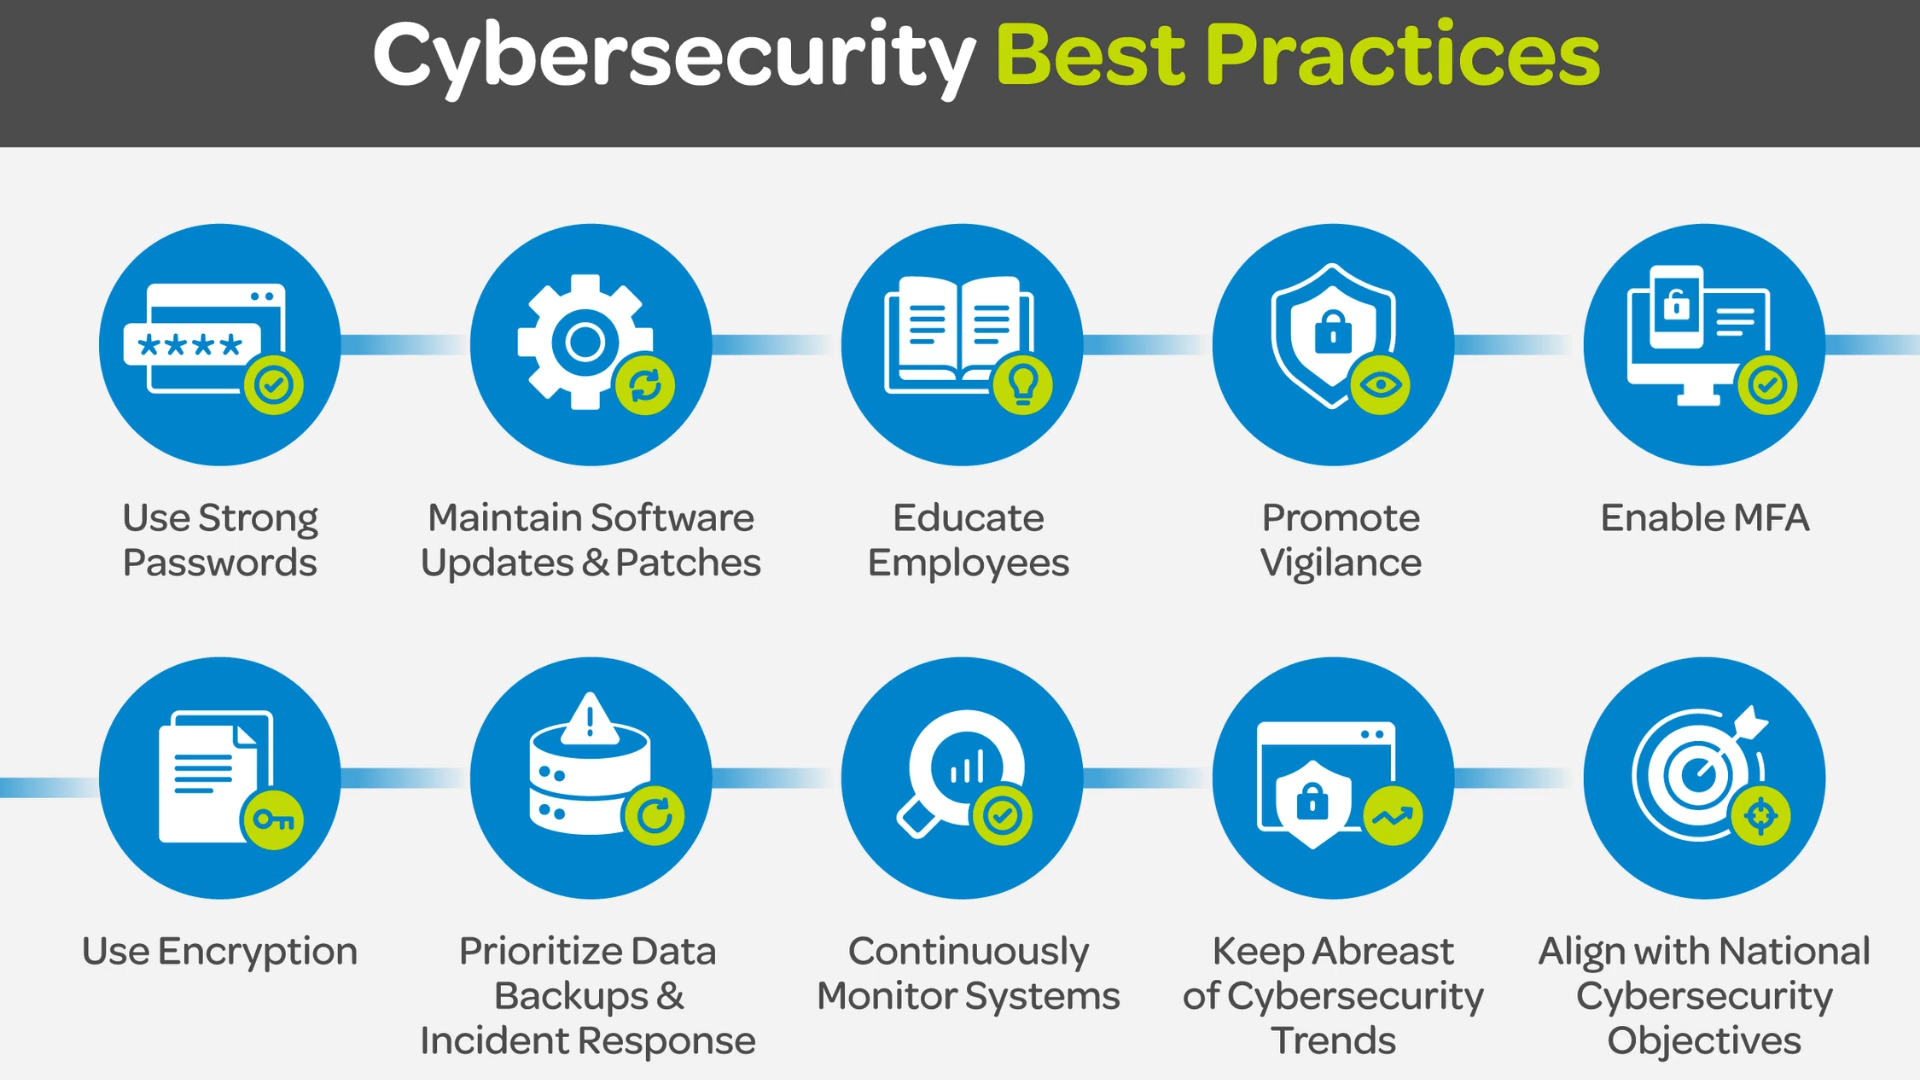 Cybersecurity Best Practices
****
Use Strong
Passwords
Maintain Software
Updates & Patches
Educate
Employees
Promote
Vigilance
Enable MFA
Use Encryption
Prioritize Data
Backups &
Incident Response
Continuously
Monitor Systems
Keep Abreast
of Cybersecurity
Trends
Align with National
Cybersecurity
Objectives